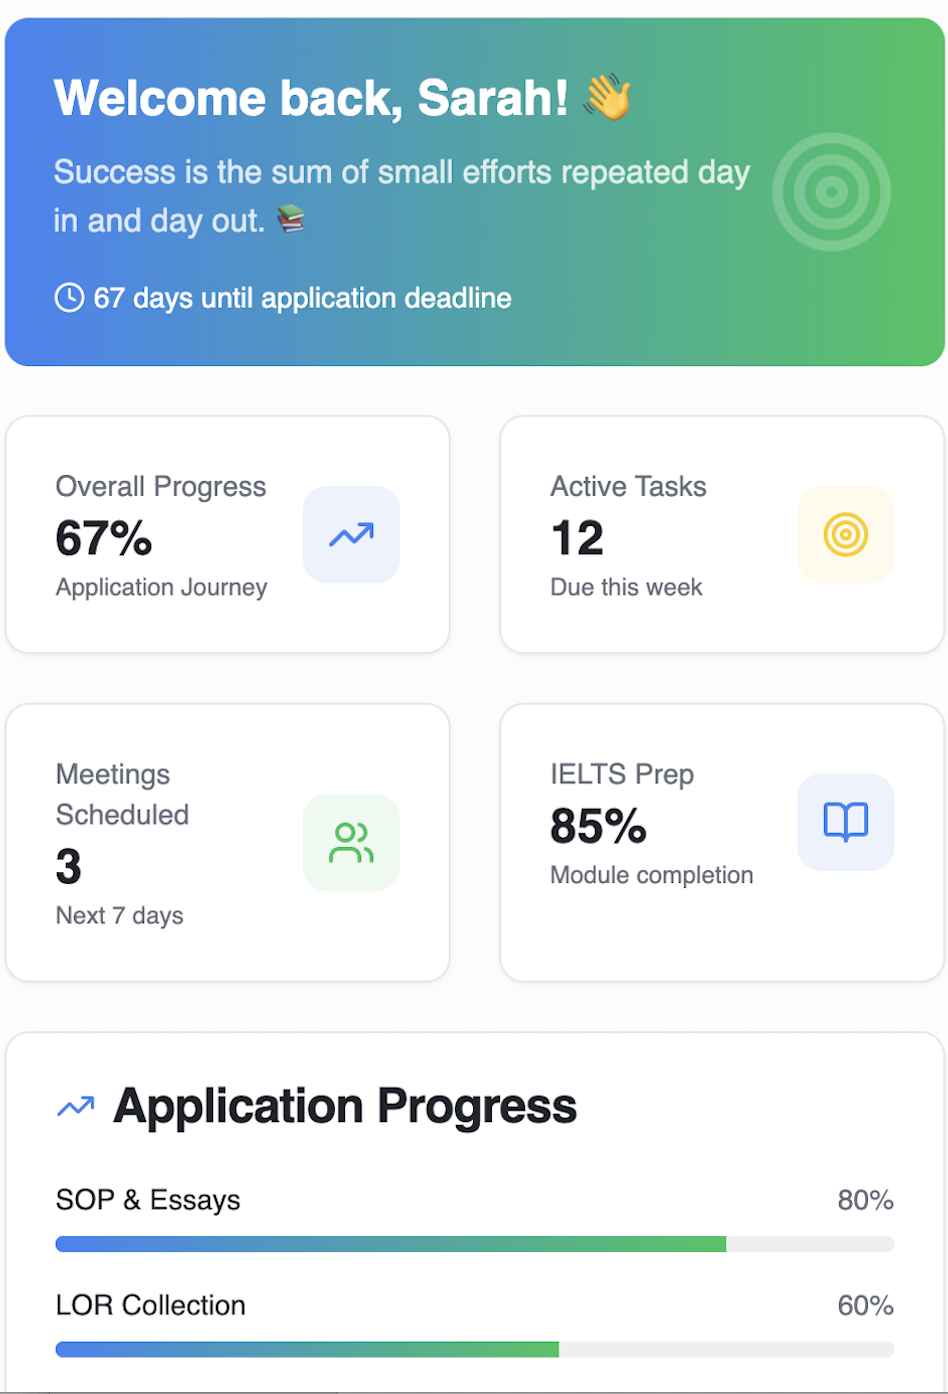 Welcome back, Sarah! 👋
Success is the sum of small efforts repeated day
in and day out. 📚
67 days until application deadline
Overall Progress
67%
Application Journey
Active Tasks
12
Due this week
Meetings
Scheduled
3
Next 7 days
IELTS Prep
85%
Module completion
Application Progress
SOP & Essays
80%
LOR Collection
60%